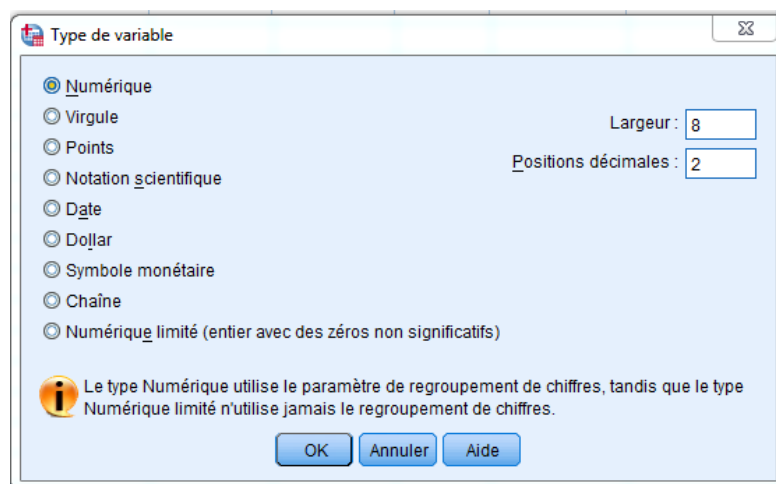 Type de variable
Numérique
Virgule
Points
Notation scientifique
Date
Dollar
Symbole monétaire
Chaîne
Numérique limité (entier avec des zéros non significatifs)
Largeur : 8
Positions décimales : 2
Le type Numérique utilise le paramètre de regroupement de chiffres, tandis que le type
Numérique limité n'utilise jamais le regroupement de chiffres.
OK Annuler Aide